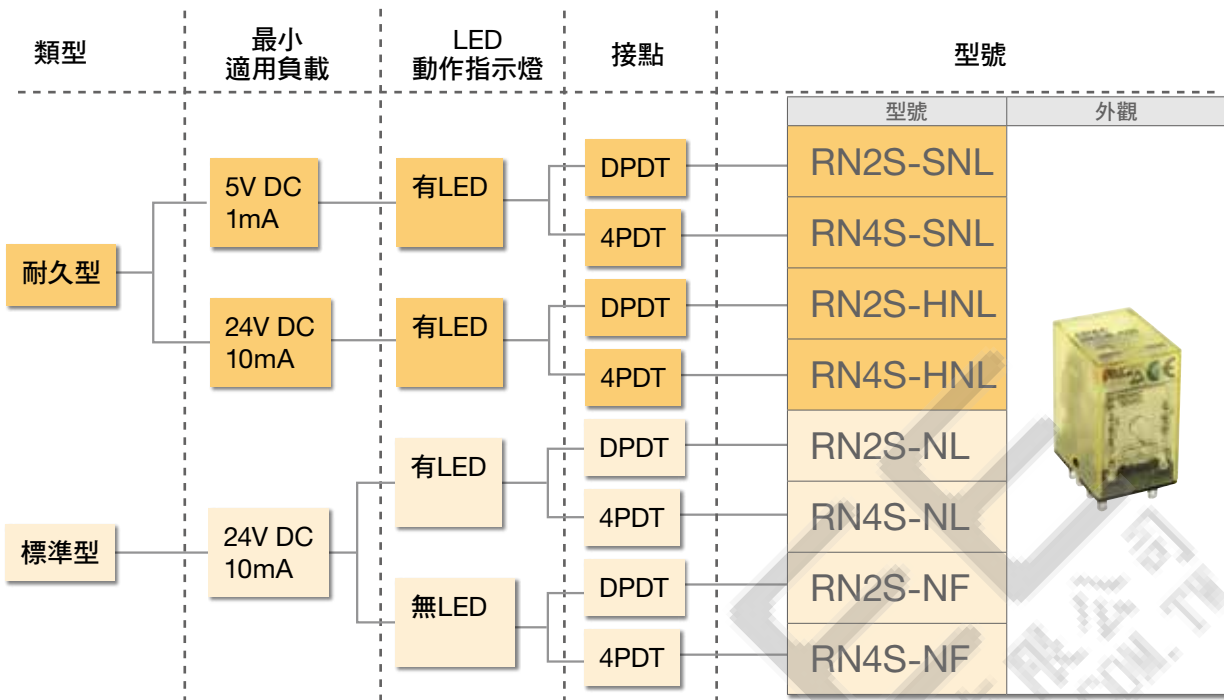 類型
最小
適用負載
LED
動作指示燈
接點
型號
型號
外觀
耐久型
5V DC
1mA
有LED
DPDT
RN2S-SNL
4PDT
RN4S-SNL
24V DC
10mA
有LED
DPDT
RN2S-HNL
4PDT
RN4S-HNL
標準型
24V DC
10mA
有LED
DPDT
RN2S-NL
4PDT
RN4S-NL
無LED
DPDT
RN2S-NF
4PDT
RN4S-NF